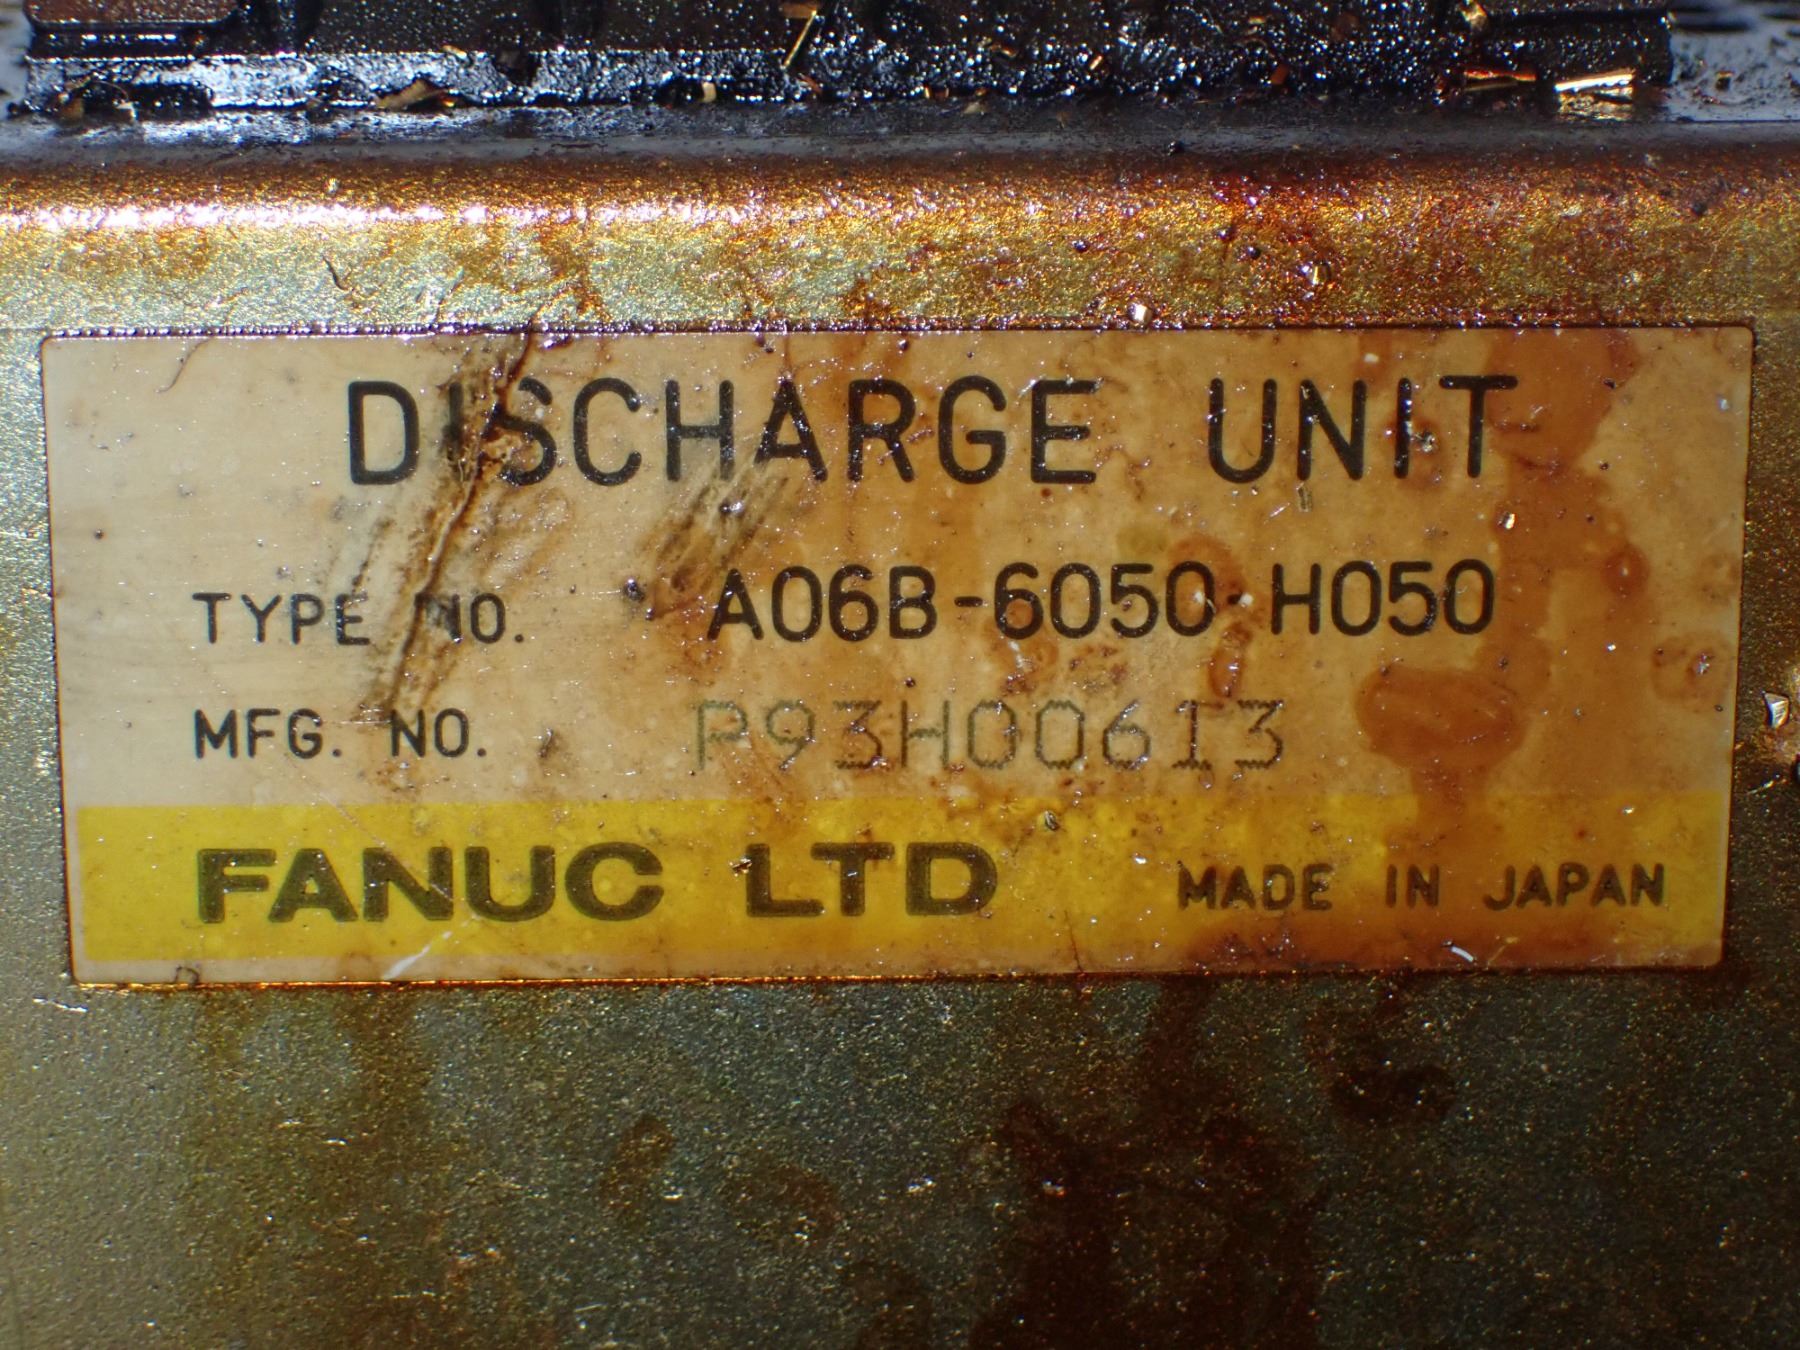 DISCHARGE UNIT
TYPE NO. A06B-6050-H050
MFG. NO. P93H00613
FANUC LTD MADE IN JAPAN